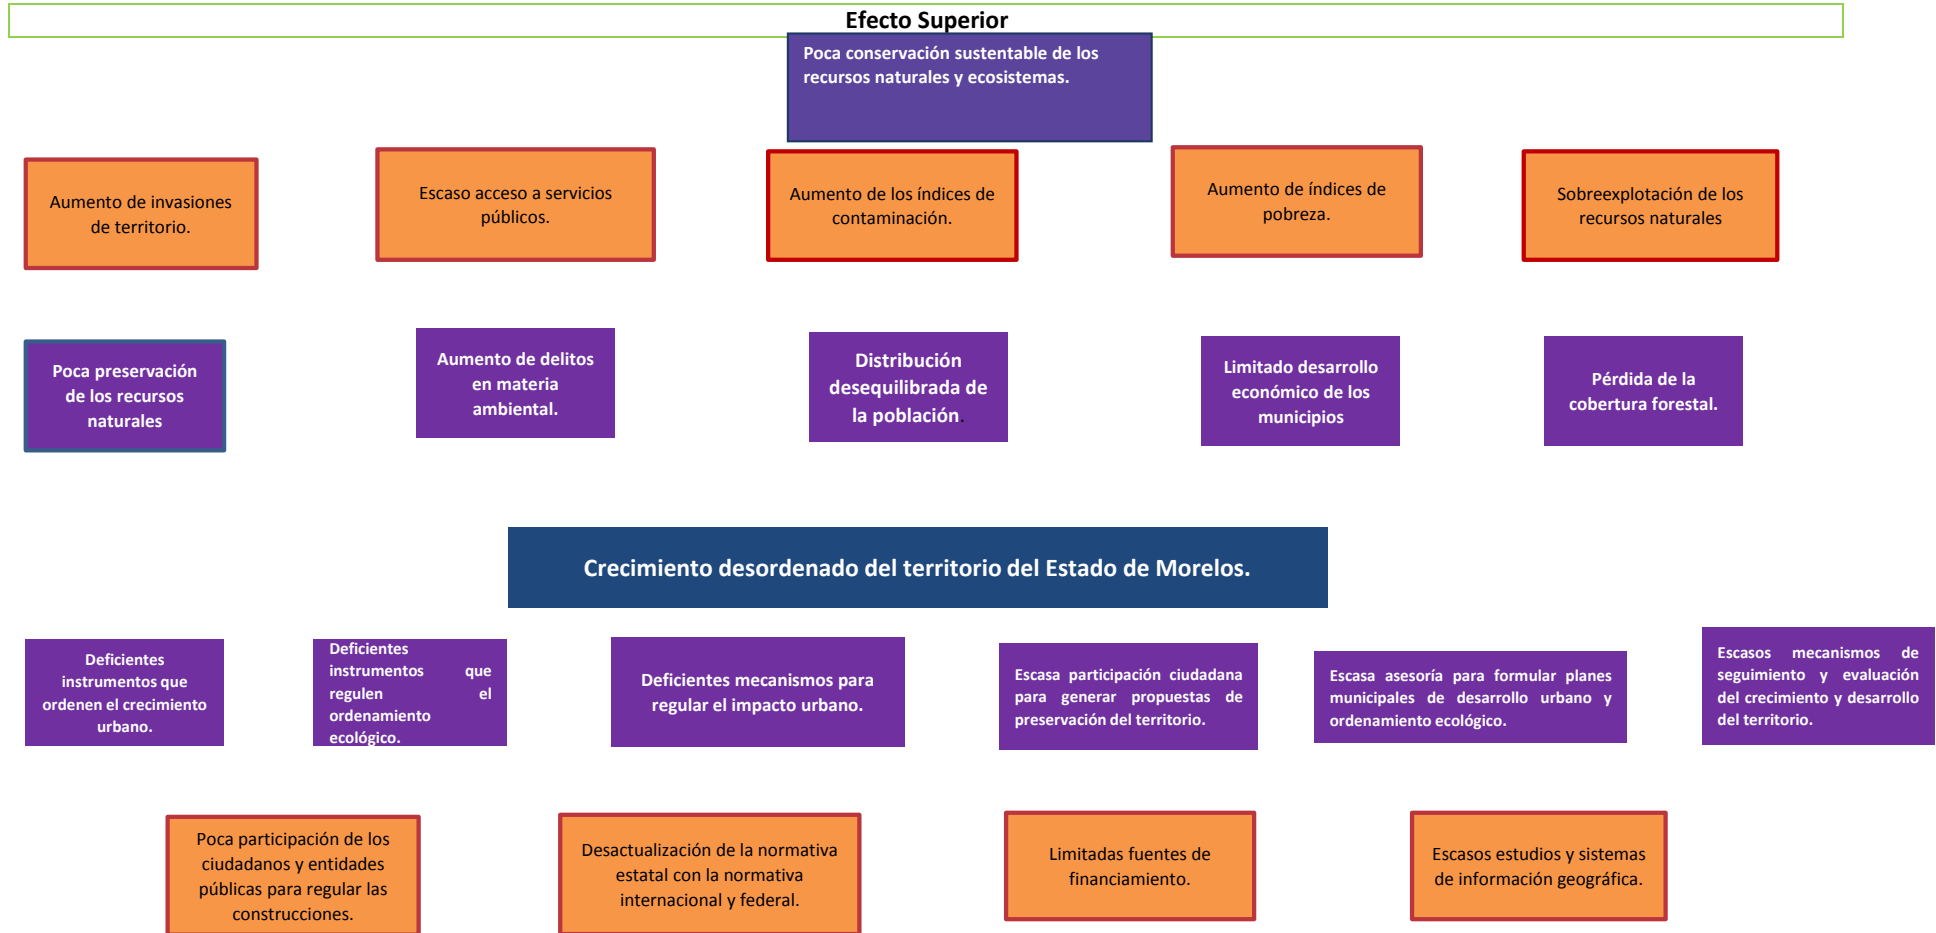 Efecto Superior
Poca conservación sustentable de los
recursos naturales y ecosistemas.
Aumento de invasiones
de territorio.
Escaso acceso a servicios
públicos.
Aumento de los índices de
contaminación.
Aumento de índices de
pobreza.
Sobreexplotación de los
recursos naturales
Poca preservación
de los recursos
naturales
Aumento de delitos
en materia
ambiental.
Distribución
desequilibrada de
la población.
Limitado desarrollo
económico de los
municipios
Pérdida de la
cobertura forestal.
Crecimiento desordenado del territorio del Estado de Morelos.
Deficientes
instrumentos que
ordenen el crecimiento
urbano.
Deficientes
instrumentos que
regulen el
ordenamiento
ecológico.
Deficientes mecanismos para
regular el impacto urbano.
Escasa participación ciudadana
para generar propuestas de
preservación del territorio.
Escasa asesoría para formular planes
municipales de desarrollo urbano y
ordenamiento ecológico.
Escasos mecanismos de
seguimiento y evaluación
del crecimiento y desarrollo
del territorio.
Poca participación de los
ciudadanos y entidades
públicas para regular las
construcciones.
Desactualización de la normativa
estatal con la normativa
internacional y federal.
Limitadas fuentes de
financiamiento.
Escasos estudios y sistemas
de información geográfica.